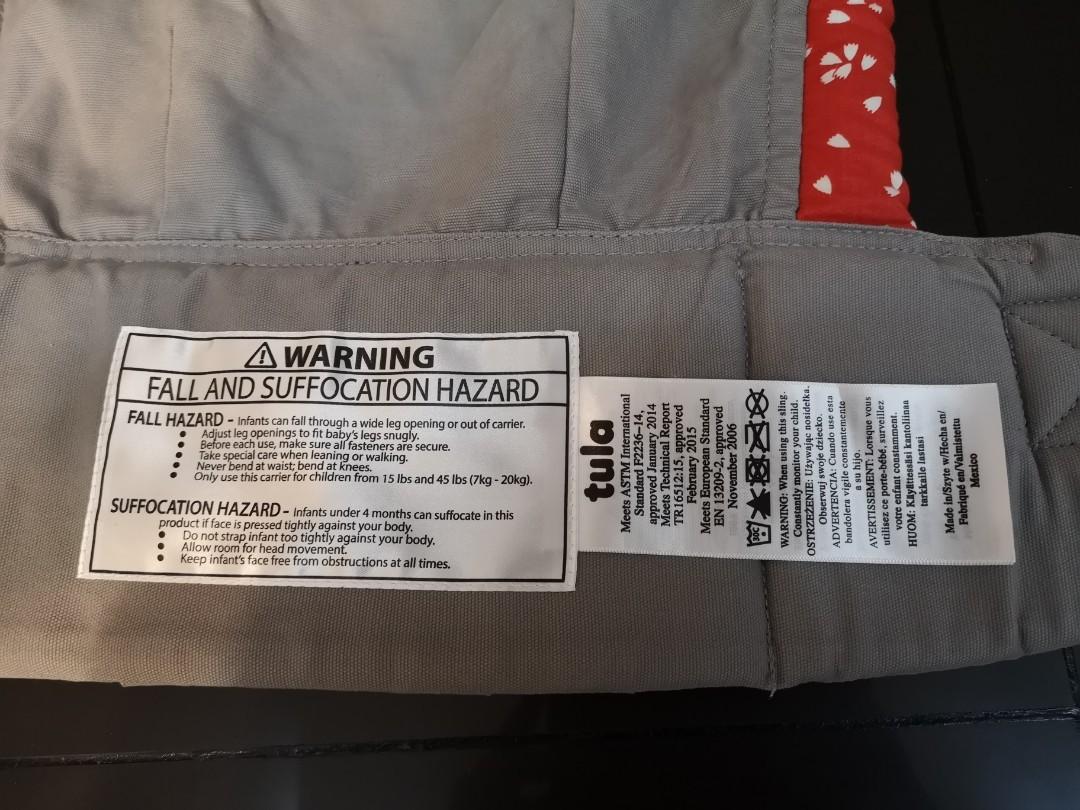 WARNING
FALL AND SUFFOCATION HAZARD
FALL HAZARD - Infants can fall through a wide leg opening or out of carrier.
• Adjust leg openings to fit baby's legs snugly.
• Before each use, make sure all fasteners are secure.
• Take special care when leaning or walking.
• Never bend at waist; bend at knees.
• Only use this carrier for children from 15 lbs and 45 lbs (7kg - 20kg).
SUFFOCATION HAZARD - Infants under 4 months can suffocate in this
product if face is pressed tightly against your body.
• Do not strap infant too tightly against your body.
• Allow room for head movement.
• Keep infant's face free from obstructions at all times.
tula
Meets ASTM International
Standard F2236-14,
approved January 2014
Meets Technical Report
TR16512:15, approved
February 2015
Meets European Standard
EN 13209-2, approved
November 2006
30C
WARNING: When using this sling.
Constantly monitor your child.
OSTRZEŻENIE: Używając nosidełka.
Obserwuj swoje dziecko.
ADVERTENCIA: Cuando use esta
bandolera vigile constantemente
a su hijo.
AVERTISSEMENT: Lorsque vous
utilisez ce porte-bébé, surveillez
votre enfant constamment.
HUOM: Käyttessäsi kantoliinaa
tarkkaile lastasi
Made in/Szyte w/Hecha en/
Fabriqué en/Valmistettu
Mexico